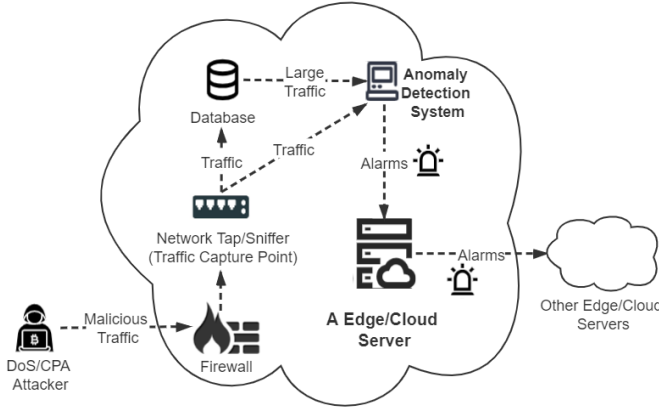 Large
Traffic
Anomaly
Detection
System
Database
Traffic
Traffic
Alarms
Network Tap/Sniffer
(Traffic Capture Point)
Alarms
Malicious
Traffic
A Edge/Cloud
Server
Other Edge/Cloud
Servers
DoS/CPA
Attacker
Firewall